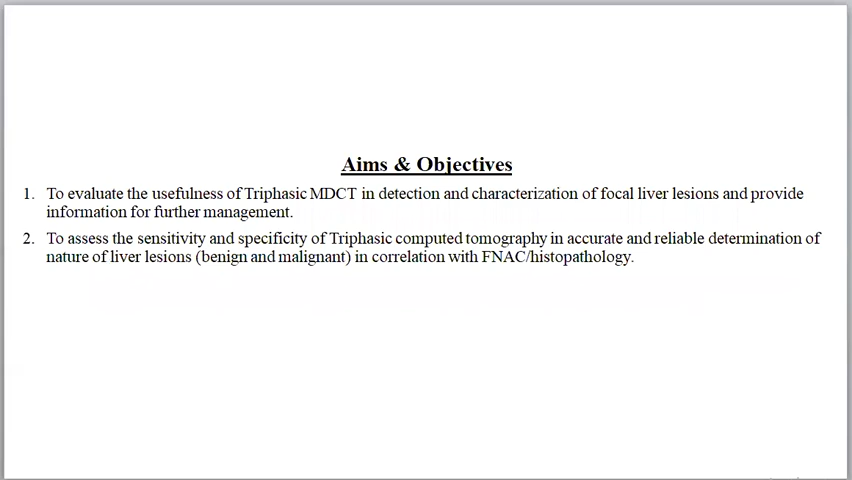 Aims & Objectives
1. To evaluate the usefulness of Triphasic MDCT in detection and characterization of focal liver lesions and provide
information for further management.
2. To assess the sensitivity and specificity of Triphasic computed tomography in accurate and reliable determination of
nature of liver lesions (benign and malignant) in correlation with FNAC/histopathology.